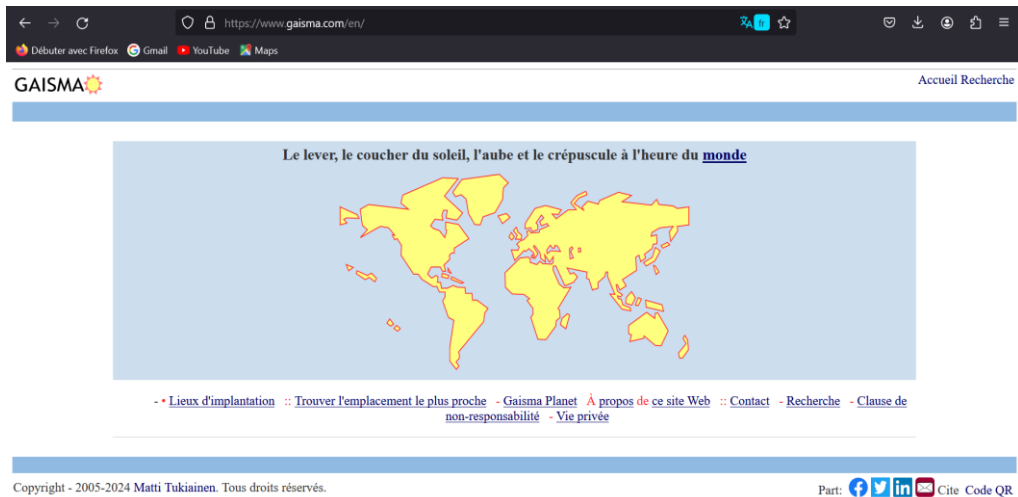 https://www.gaisma.com/en/
fr
Débuter avec Firefox Gmail YouTube Maps
GAISMA
Accueil Recherche
Le lever, le coucher du soleil, l'aube et le crépuscule à l'heure du monde
- • Lieux d'implantation :: Trouver l'emplacement le plus proche - Gaisma Planet À propos de ce site Web :: Contact - Recherche - Clause de
non-responsabilité - Vie privée
Copyright - 2005-2024 Matti Tukiainen. Tous droits réservés.
Part: Cite Code QR